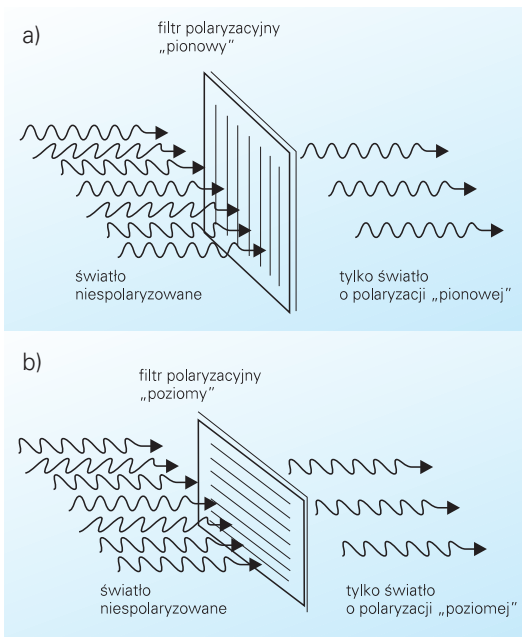 a)
filtr polaryzacyjny
„pionowy”
światło
niespolaryzowane
tylko światło
o polaryzacji „pionowej”
b)
filtr polaryzacyjny
„poziomy”
światło
niespolaryzowane
tylko światło
o polaryzacji „poziomej”